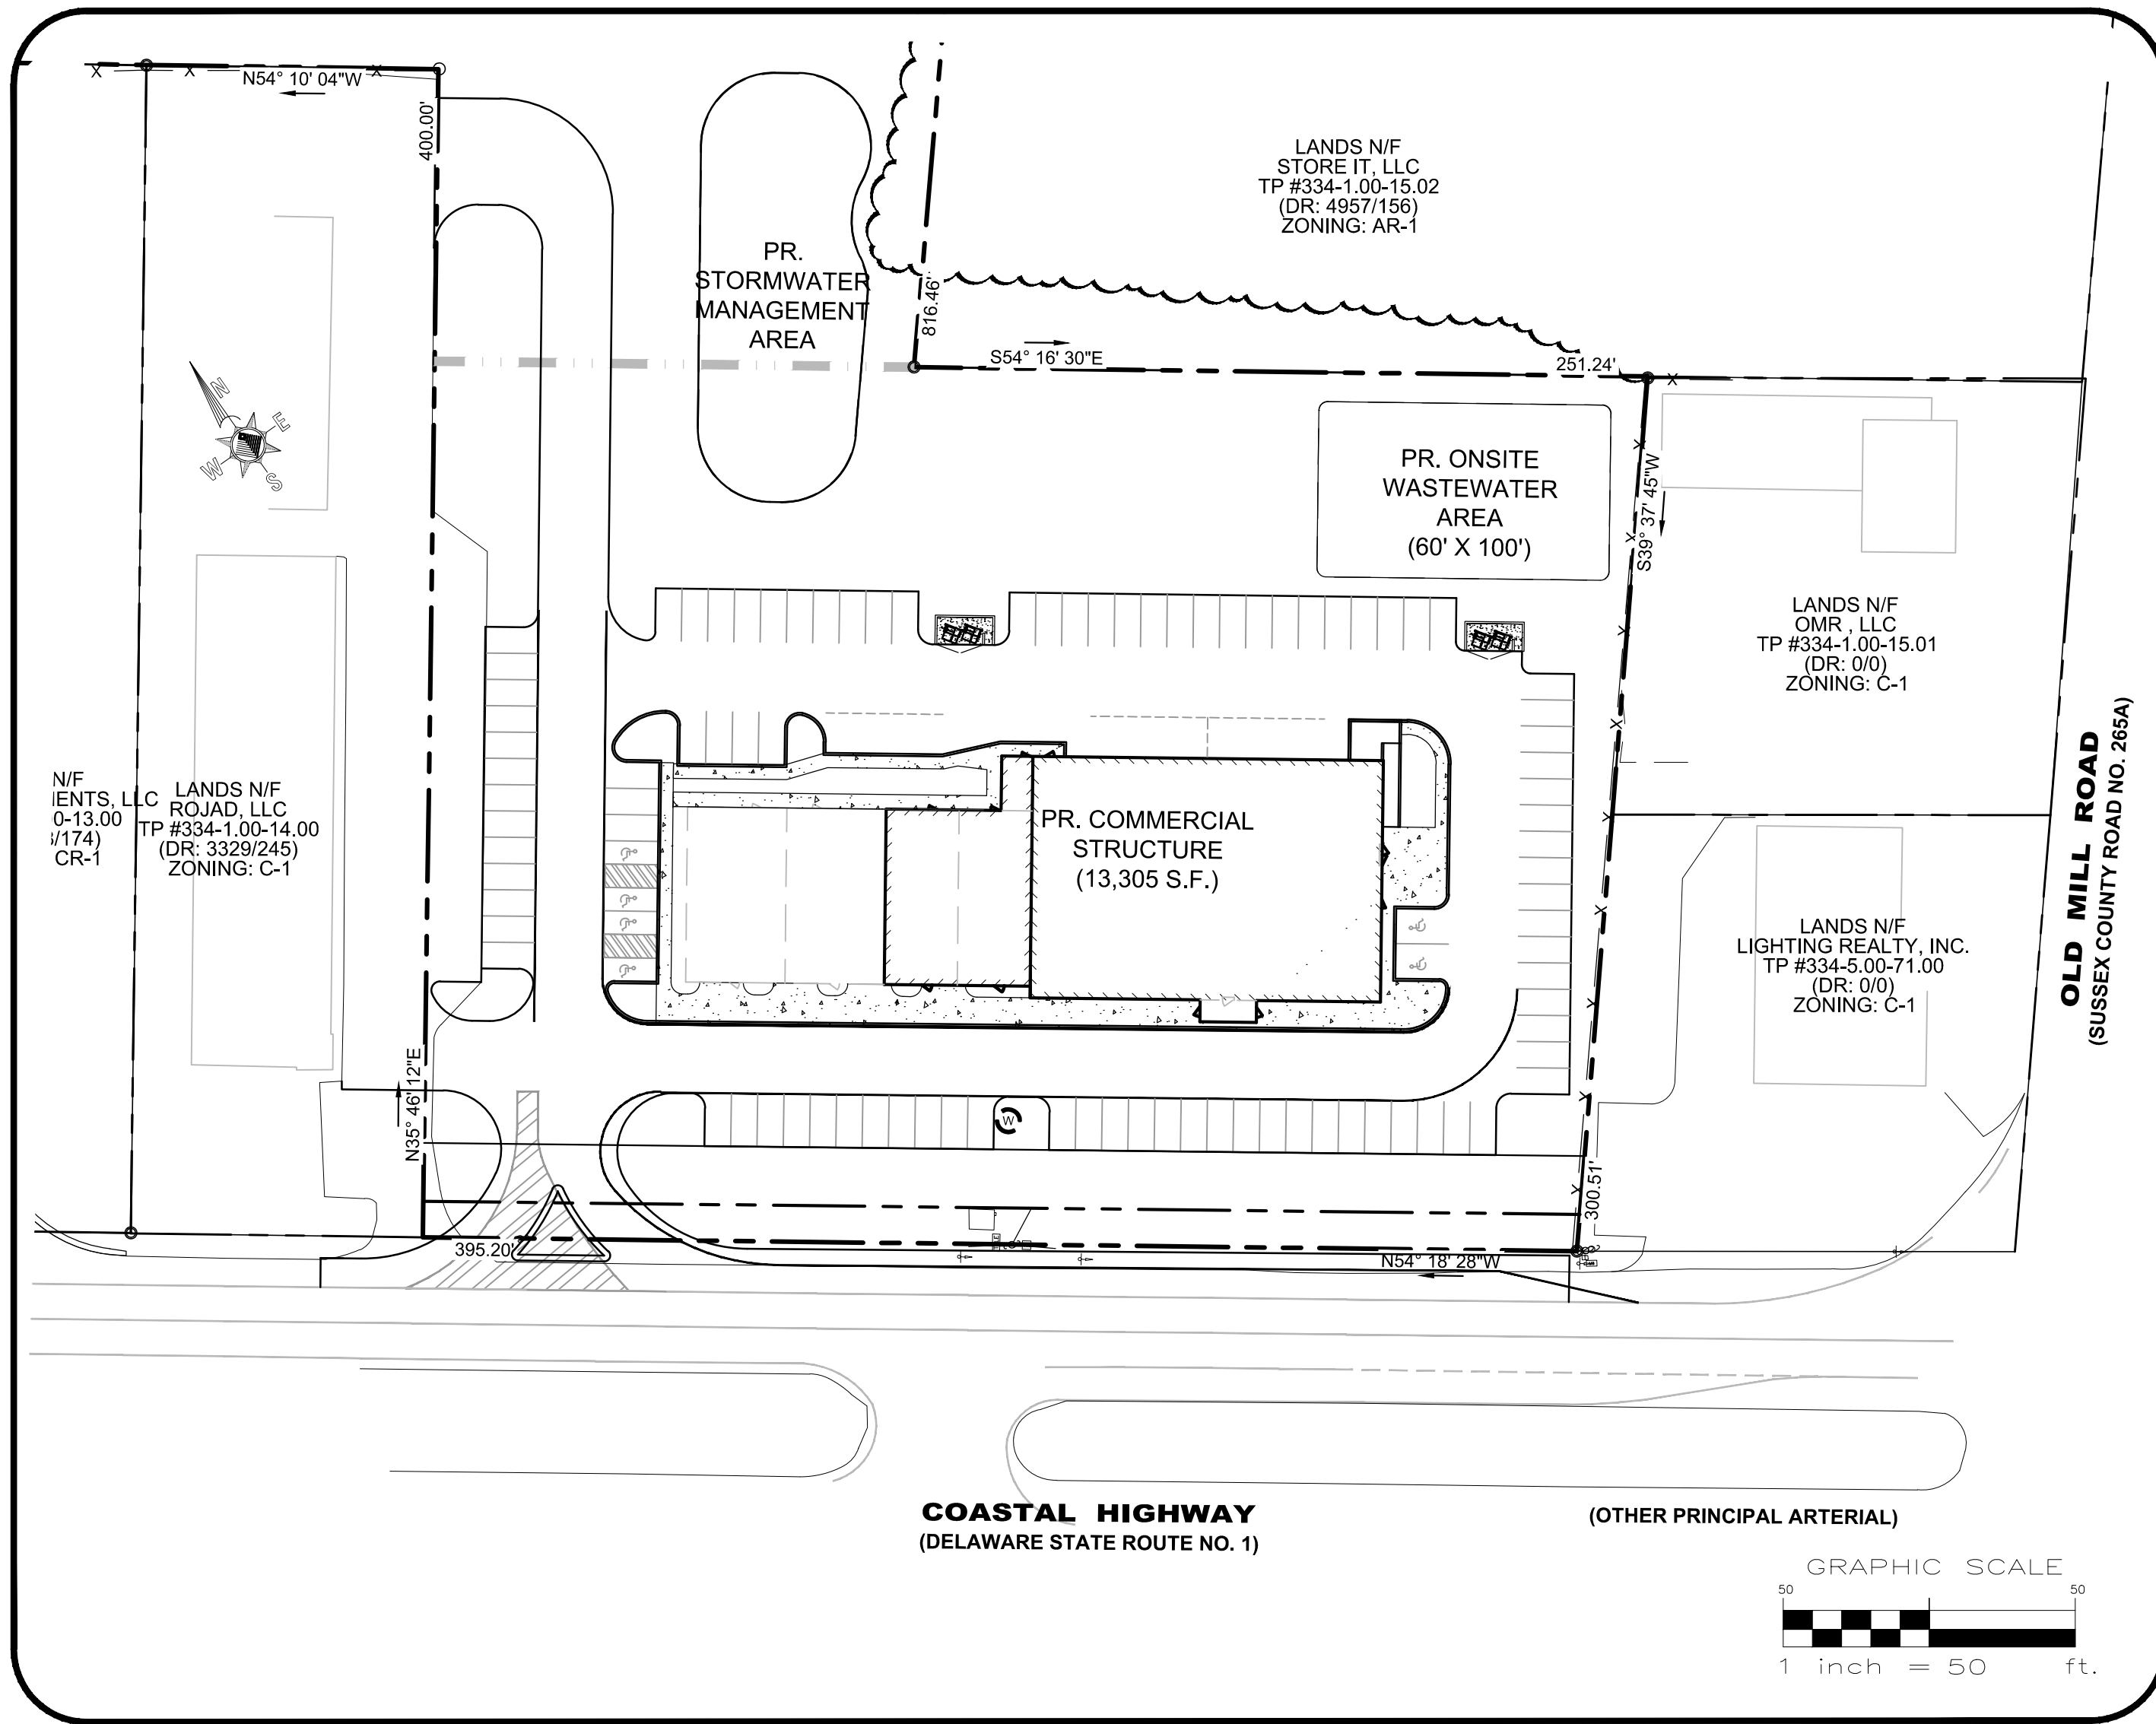 N54° 10' 04"W
400.00'
LANDS N/F
STORE IT, LLC
TP #334-1.00-15.02
(DR: 4957/156)
ZONING: AR-1
PR.
STORMWATER
MANAGEMENT
AREA
816.46'
S54° 16' 30"E
251.24'
N
E
W
S
PR. ONSITE
WASTEWATER
AREA
(60' X 100')
S39° 37' 45"W
LANDS N/F
OMR , LLC
TP #334-1.00-15.01
(DR: 0/0)
ZONING: C-1
OLD MILL ROAD
(SUSSEX COUNTY ROAD NO. 265A)
N/F
IENTS, LLC
0-13.00
/174)
CR-1
LANDS N/F
ROJAD, LLC
TP #334-1.00-14.00
(DR: 3329/245)
ZONING: C-1
PR. COMMERCIAL
STRUCTURE
(13,305 S.F.)
LANDS N/F
LIGHTING REALTY, INC.
TP #334-5.00-71.00
(DR: 0/0)
ZONING: C-1
N35° 46' 12"E
W
300.51'
395.20'
N54° 18' 28"W
COASTAL HIGHWAY
(DELAWARE STATE ROUTE NO. 1)
(OTHER PRINCIPAL ARTERIAL)
GRAPHIC SCALE
50 50
1 inch = 50 ft.